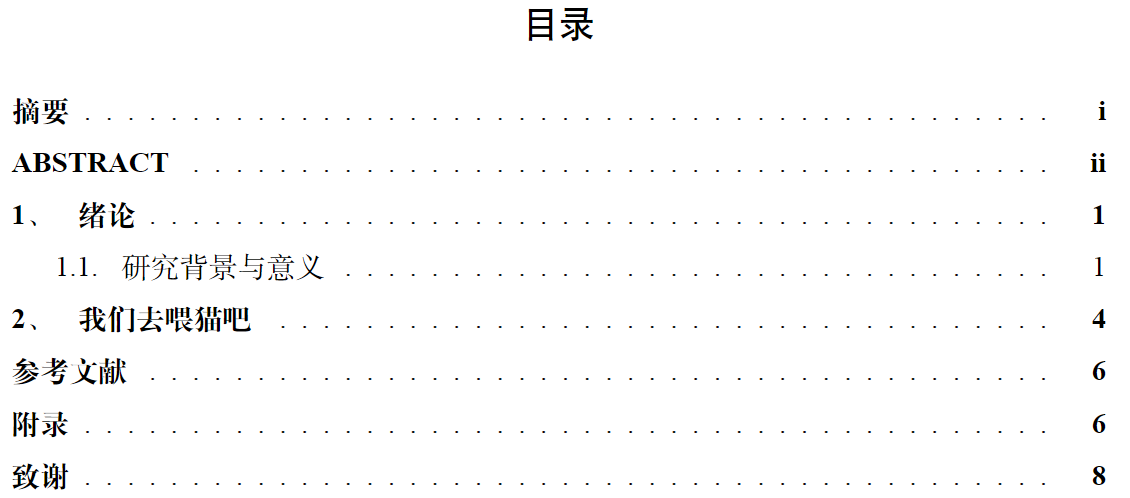 目录
摘要 . . . . . . . . . . . . . . . . . . . . . . . . . . . . . . . . . . i
ABSTRACT . . . . . . . . . . . . . . . . . . . . . . . . . . . . . . ii
1、 绪论 . . . . . . . . . . . . . . . . . . . . . . . . . . . . . . . . 1
1.1. 研究背景与意义 . . . . . . . . . . . . . . . . . . . . . . . . . 1
2、 我们去喂猫吧 . . . . . . . . . . . . . . . . . . . . . . . . . . . 4
参考文献 . . . . . . . . . . . . . . . . . . . . . . . . . . . . . . . . 6
附录 . . . . . . . . . . . . . . . . . . . . . . . . . . . . . . . . . . 6
致谢 . . . . . . . . . . . . . . . . . . . . . . . . . . . . . . . . . . 8